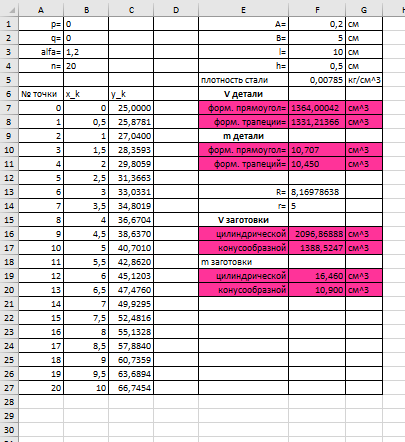 A B C D E F G
1 p= 0 A= 0,2 см
2 q= 0 B= 5 см
3 alfa= 1,2 l= 10 см
4 n= 20 h= 0,5 см
5 плотность стали 0,00785 кг/см^3
6 № точки x_k y_k V детали
7 0 0 25,0000 форм. прямоугол= 1364,00042 см^3
8 1 0,5 25,8781 форм. трапеции= 1331,21366 см^3
9 2 1 27,0400 m детали
10 3 1,5 28,3593 форм. прямоугол= 10,707 см^3
11 4 2 29,8059 форм. трапеций= 10,450 см^3
12 5 2,5 31,3663
13 6 3 33,0331 R= 8,16978638
14 7 3,5 34,8019 r= 5
15 8 4 36,6704 V заготовки
16 9 4,5 38,6370 цилиндрической 2096,86888 см^3
17 10 5 40,7010 конусообразной 1388,5247 см^3
18 11 5,5 42,8620 m заготовки
19 12 6 45,1203 цилиндрической 16,460 см^3
20 13 6,5 47,4760 конусообразной 10,900 см^3
21 14 7 49,9295
22 15 7,5 52,4816
23 16 8 55,1328
24 17 8,5 57,8840
25 18 9 60,7359
26 19 9,5 63,6894
27 20 10 66,7454
28
29
30